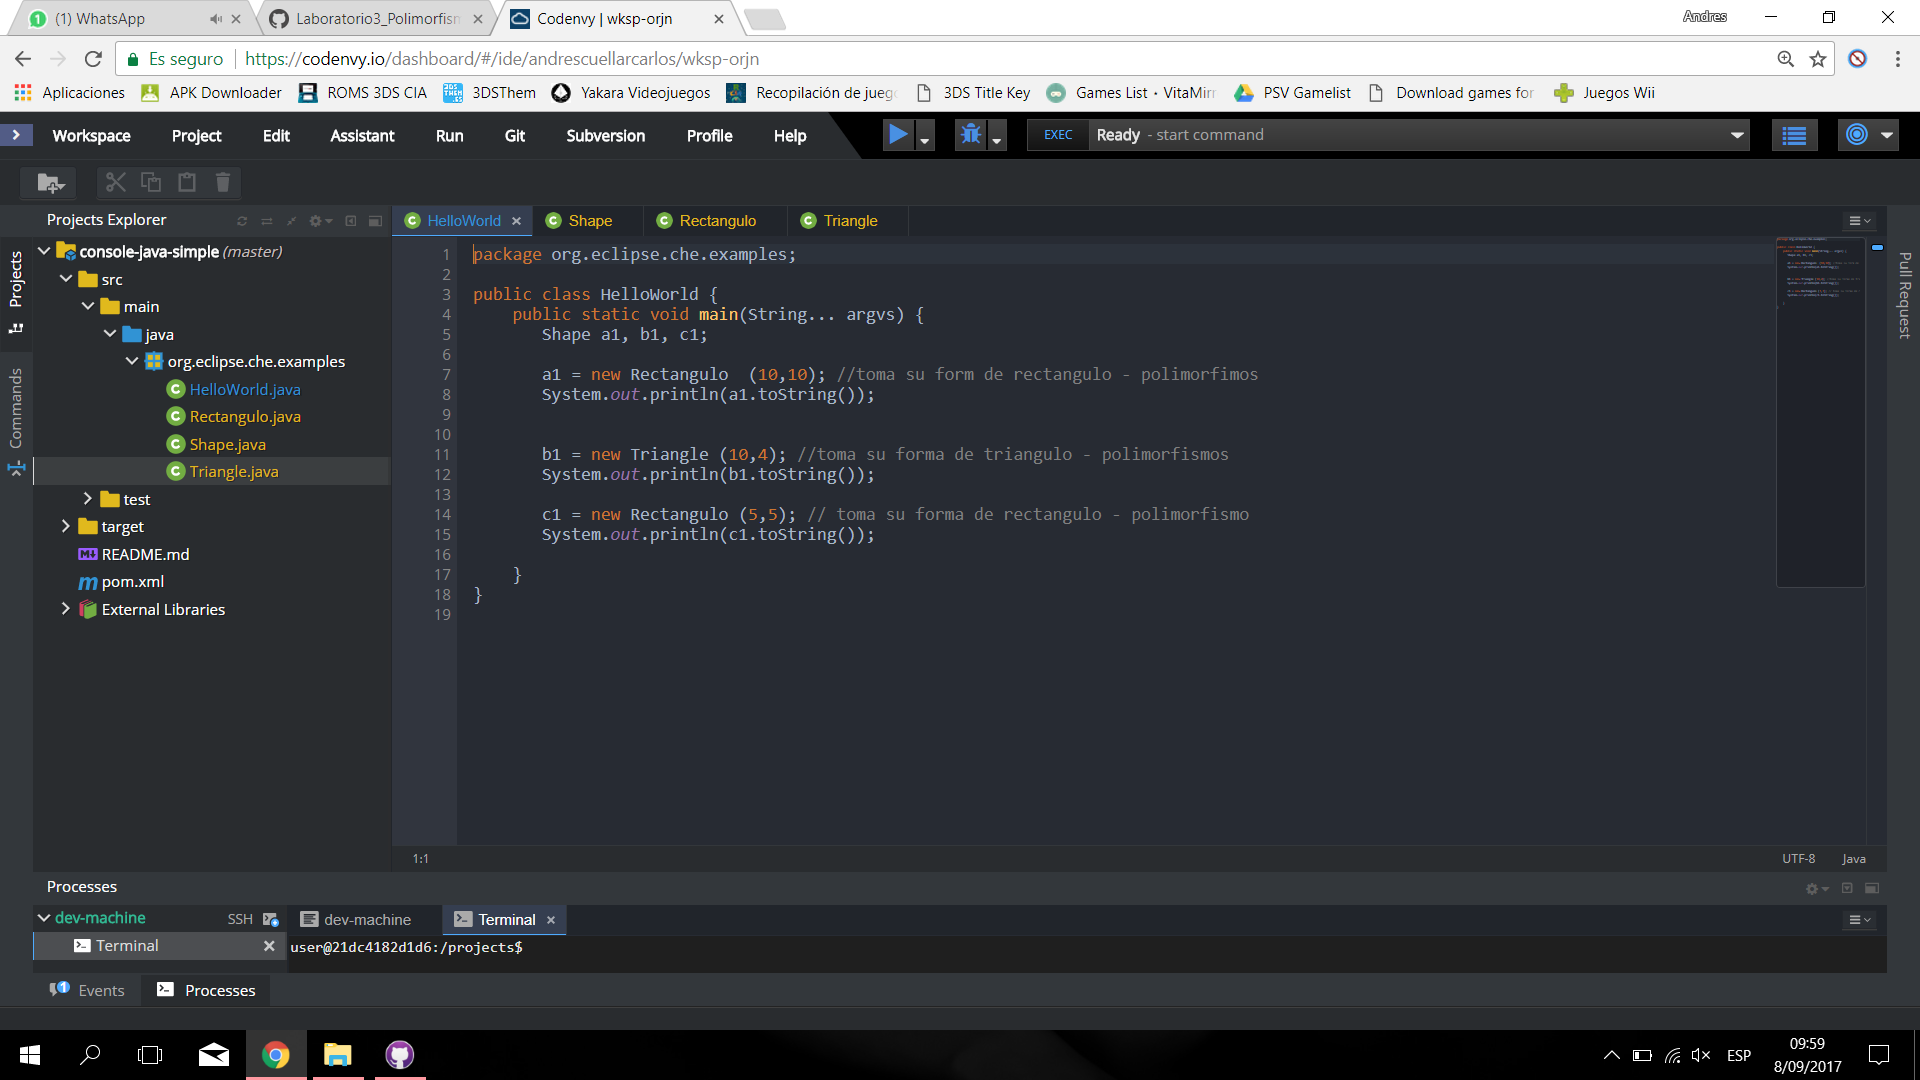 (1) WhatsApp
Laboratorio3_Polimorfism
Codenvy | wksp-orjn
Andres
Es seguro
https://codenvy.io/dashboard/#/ide/andrescuellarcarlos/wksp-orjn
Aplicaciones
APK Downloader
ROMS 3DS CIA
3DSThem
Yakara Videojuegos
Recopilación de jueg
3DS Title Key
Games List • VitaMirr
PSV Gamelist
Download games for
Juegos Wii
Workspace
Project
Edit
Assistant
Run
Git
Subversion
Profile
Help
EXEC
Ready - start command
Projects Explorer
Projects
Commands
console-java-simple (master)
src
main
java
org.eclipse.che.examples
HelloWorld.java
Rectangulo.java
Shape.java
Triangle.java
test
target
README.md
pom.xml
External Libraries
HelloWorld
Shape
Rectangulo
Triangle
1 package org.eclipse.che.examples;
2
3 public class HelloWorld {
4 public static void main(String... argvs) {
5 Shape a1, b1, c1;
6
7 a1 = new Rectangulo  (10,10); //toma su form de rectangulo - polimorfimos
8 System.out.println(a1.toString());
9
10
11 b1 = new Triangle (10,4); //toma su forma de triangulo - polimorfismos
12 System.out.println(b1.toString());
13
14 c1 = new Rectangulo (5,5); // toma su forma de rectangulo - polimorfismo
15 System.out.println(c1.toString());
16
17 }
18 }
19
Pull Request
1:1
UTF-8
Java
Processes
dev-machine
SSH
Terminal
dev-machine
Terminal
user@21dc4182d1d6:/projects$
1
Events
Processes
ESP
09:59
8/09/2017